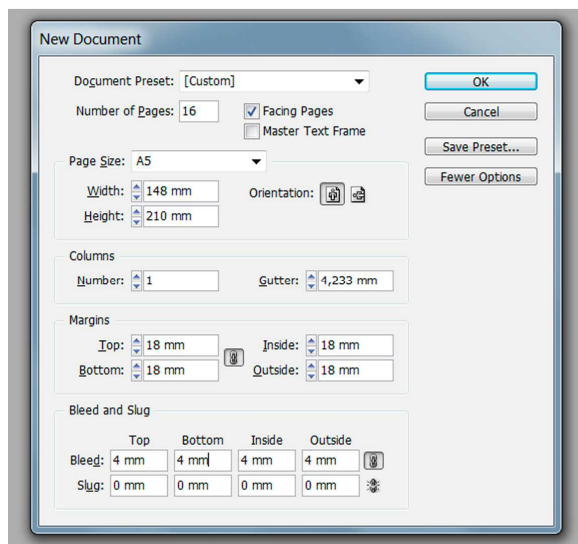 New Document
Document Preset: [Custom]
OK
Number of Pages: 16
Facing Pages
Cancel
Master Text Frame
Save Preset...
Page Size: A5
Fewer Options
Width: 148 mm
Orientation:
Height: 210 mm
Columns
Number: 1
Gutter: 4,233 mm
Margins
Top: 18 mm
Inside: 18 mm
Bottom: 18 mm
Outside: 18 mm
Bleed and Slug
Top Bottom Inside Outside
Bleed: 4 mm 4 mm 4 mm 4 mm
Slug: 0 mm 0 mm 0 mm 0 mm